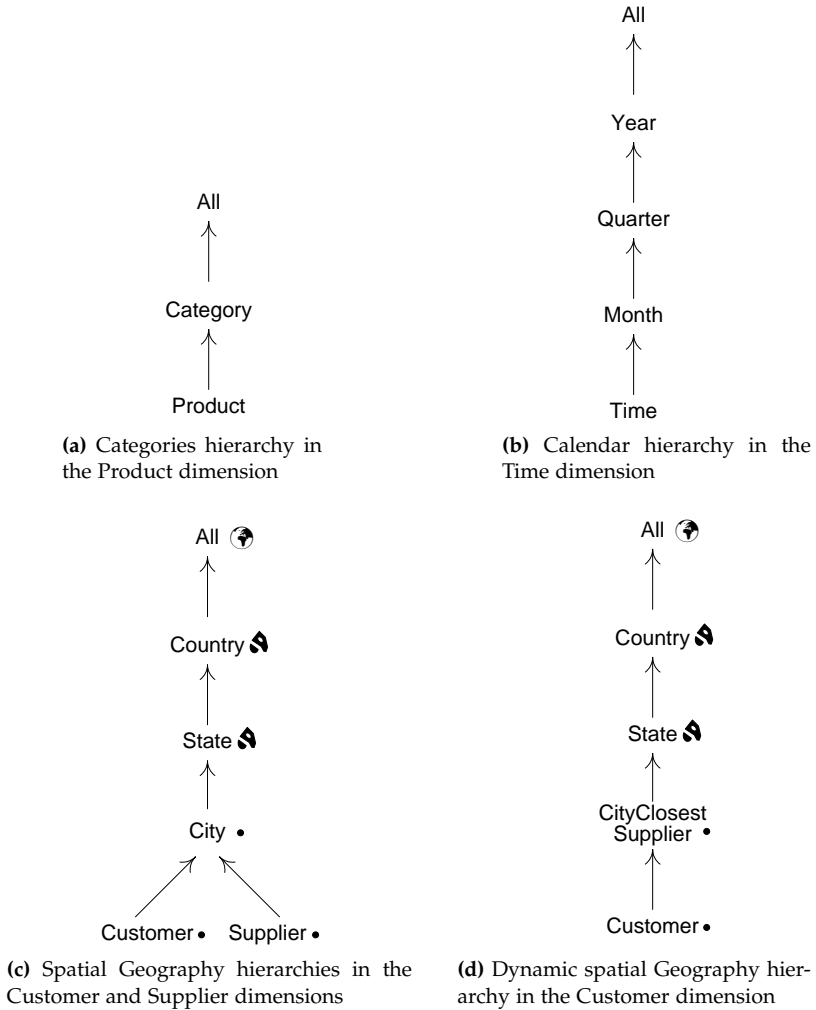 All
Category
Product
(a) Categories hierarchy in
the Product dimension
All
Year
Quarter
Month
Time
(b) Calendar hierarchy in the
Time dimension
All
Country
State
City
Customer Supplier
(c) Spatial Geography hierarchies in the
Customer and Supplier dimensions
All
Country
State
CityClosest
Supplier
Customer
(d) Dynamic spatial Geography hier-
archy in the Customer dimension